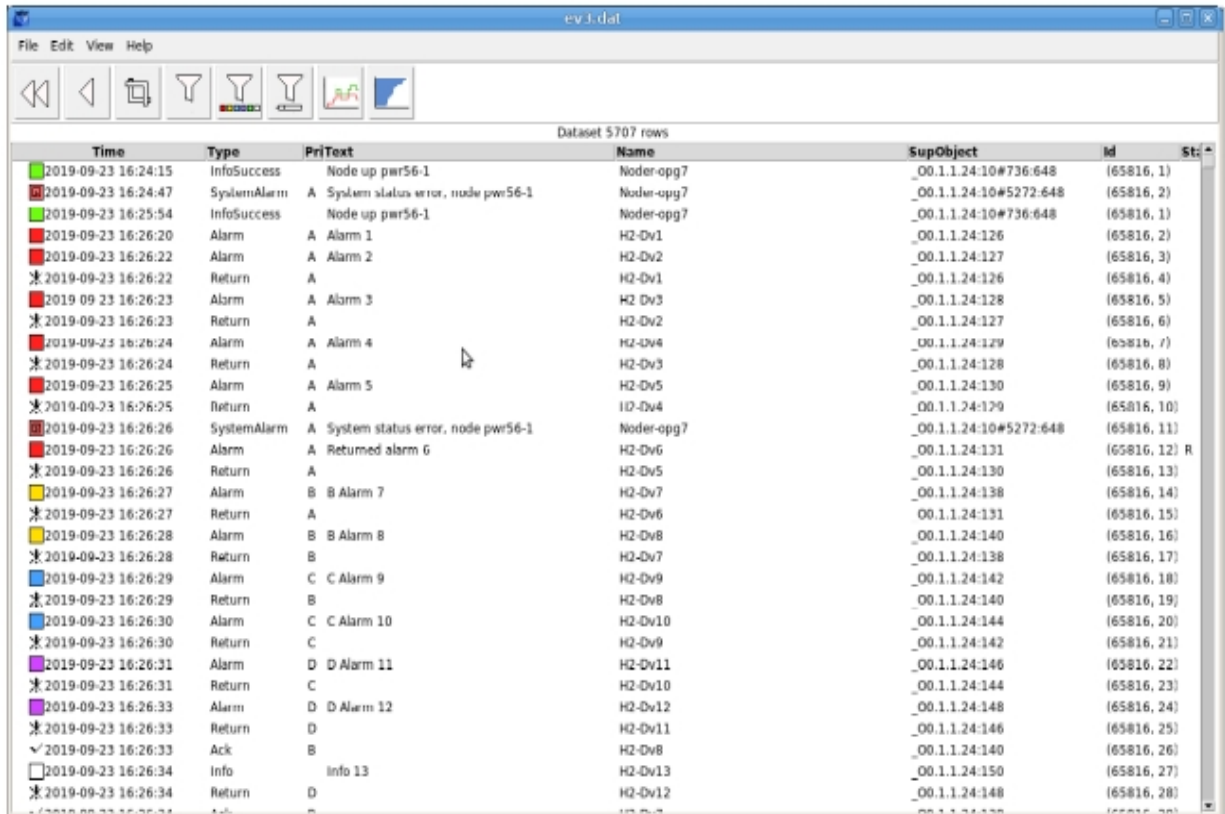 ev3.dat
File Edit View Help
Dataset 5707 rows
Time Type Pri Text Name SupObject Id Sta
2019-09-23 16:24:15 InfoSuccess Node up pwr56-1 Noder-opg7 _O0.1.1.24:10#736:648 (65816, 1)
2019-09-23 16:24:47 SystemAlarm A System status error, node pwr56-1 Noder-opg7 _O0.1.1.24:10#5272:648 (65816, 2)
2019-09-23 16:25:54 InfoSuccess Node up pwr56-1 Noder-opg7 _O0.1.1.24:10#736:648 (65816, 1)
2019-09-23 16:26:20 Alarm A Alarm 1 H2-Dv1 _O0.1.1.24:126 (65816, 2)
2019-09-23 16:26:22 Alarm A Alarm 2 H2-Dv2 _O0.1.1.24:127 (65816, 3)
2019-09-23 16:26:22 Return A H2-Dv1 _O0.1.1.24:126 (65816, 4)
2019-09-23 16:26:23 Alarm A Alarm 3 H2-Dv3 _O0.1.1.24:128 (65816, 5)
2019-09-23 16:26:23 Return A H2-Dv2 _O0.1.1.24:127 (65816, 6)
2019-09-23 16:26:24 Alarm A Alarm 4 H2-Dv4 _O0.1.1.24:129 (65816, 7)
2019-09-23 16:26:24 Return A H2-Dv3 _O0.1.1.24:128 (65816, 8)
2019-09-23 16:26:25 Alarm A Alarm 5 H2-Dv5 _O0.1.1.24:130 (65816, 9)
2019-09-23 16:26:25 Return A H2-Dv4 _O0.1.1.24:129 (65816, 10)
2019-09-23 16:26:26 SystemAlarm A System status error, node pwr56-1 Noder-opg7 _O0.1.1.24:10#5272:648 (65816, 11)
2019-09-23 16:26:26 Alarm A Returned alarm 6 H2-Dv6 _O0.1.1.24:131 (65816, 12) R
2019-09-23 16:26:26 Return A H2-Dv5 _O0.1.1.24:130 (65816, 13)
2019-09-23 16:26:27 Alarm B B Alarm 7 H2-Dv7 _O0.1.1.24:138 (65816, 14)
2019-09-23 16:26:27 Return A H2-Dv6 _O0.1.1.24:131 (65816, 15)
2019-09-23 16:26:28 Alarm B B Alarm 8 H2-Dv8 _O0.1.1.24:140 (65816, 16)
2019-09-23 16:26:28 Return B H2-Dv7 _O0.1.1.24:138 (65816, 17)
2019-09-23 16:26:29 Alarm C C Alarm 9 H2-Dv9 _O0.1.1.24:142 (65816, 18)
2019-09-23 16:26:29 Return B H2-Dv8 _O0.1.1.24:140 (65816, 19)
2019-09-23 16:26:30 Alarm C C Alarm 10 H2-Dv10 _O0.1.1.24:144 (65816, 20)
2019-09-23 16:26:30 Return C H2-Dv9 _O0.1.1.24:142 (65816, 21)
2019-09-23 16:26:31 Alarm D D Alarm 11 H2-Dv11 _O0.1.1.24:146 (65816, 22)
2019-09-23 16:26:31 Return C H2-Dv10 _O0.1.1.24:144 (65816, 23)
2019-09-23 16:26:33 Alarm D D Alarm 12 H2-Dv12 _O0.1.1.24:148 (65816, 24)
2019-09-23 16:26:33 Return D H2-Dv11 _O0.1.1.24:146 (65816, 25)
2019-09-23 16:26:33 Ack B H2-Dv8 _O0.1.1.24:140 (65816, 26)
2019-09-23 16:26:34 Info Info 13 H2-Dv13 _O0.1.1.24:150 (65816, 27)
2019-09-23 16:26:34 Return D H2-Dv12 _O0.1.1.24:148 (65816, 28)